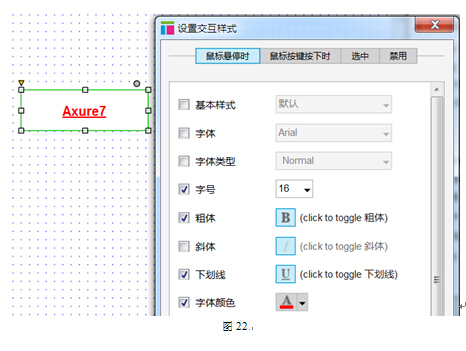 设置交互样式
鼠标悬停时 鼠标按键按下时 选中 禁用
Axure7
基本样式 默认
字体 Arial
字体类型 Normal
字号 16
粗体 B (click to toggle 粗体)
斜体 I (click to toggle 斜体)
下划线 U (click to toggle 下划线)
字体颜色 A
图 22.